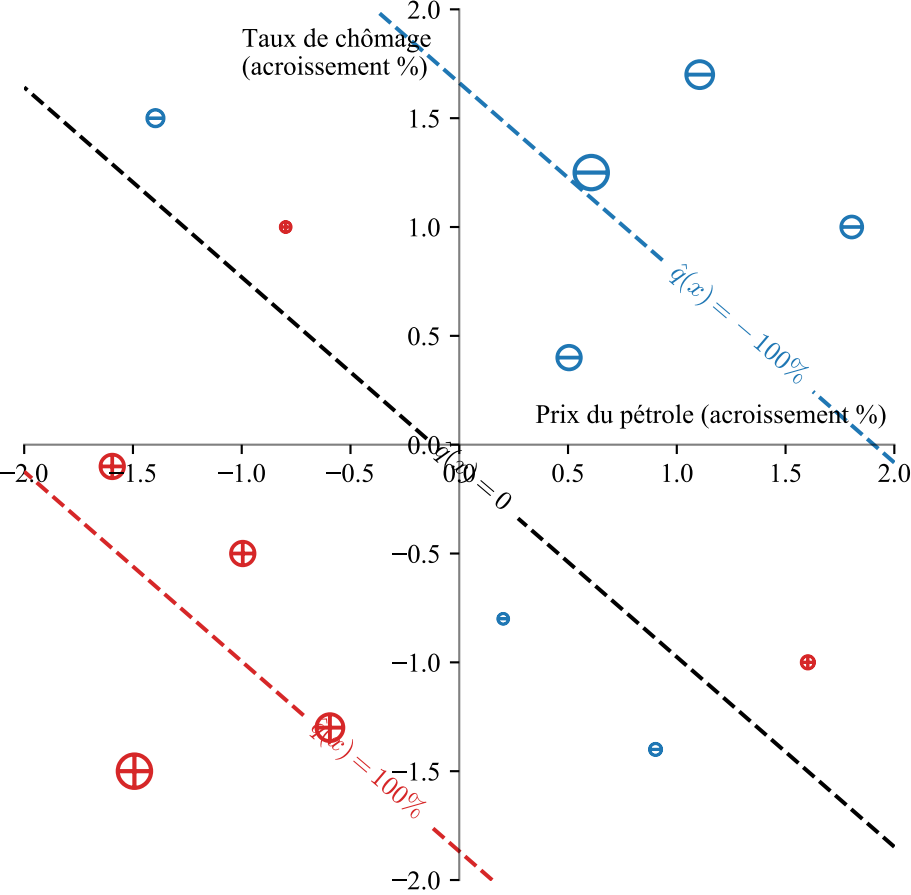 2.0
Taux de chômage
(acroissement %)
1.5
1.0
q̂(x) = −100%
0.5
Prix du pétrole (acroissement %)
0.0
−2.0 −1.5 −1.0 −0.5 0.0 0.5 1.0 1.5 2.0
q̂(x) = 0
−0.5
−1.0
q̂(x) = 100%
−1.5
−2.0